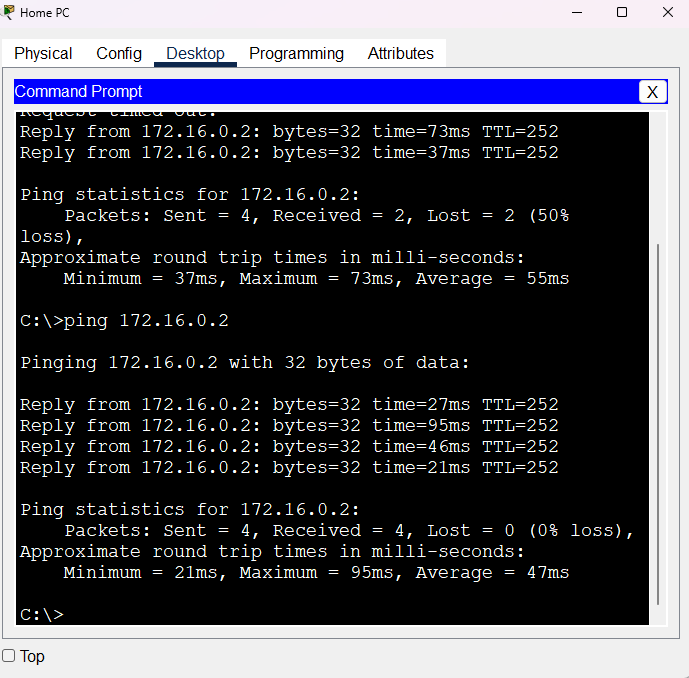 Home PC
Physical Config Desktop Programming Attributes
Command Prompt X
Request timed out.
Reply from 172.16.0.2: bytes=32 time=73ms TTL=252
Reply from 172.16.0.2: bytes=32 time=37ms TTL=252
Ping statistics for 172.16.0.2:
Packets: Sent = 4, Received = 2, Lost = 2 (50%
loss),
Approximate round trip times in milli-seconds:
Minimum = 37ms, Maximum = 73ms, Average = 55ms
C:\>ping 172.16.0.2
Pinging 172.16.0.2 with 32 bytes of data:
Reply from 172.16.0.2: bytes=32 time=27ms TTL=252
Reply from 172.16.0.2: bytes=32 time=95ms TTL=252
Reply from 172.16.0.2: bytes=32 time=46ms TTL=252
Reply from 172.16.0.2: bytes=32 time=21ms TTL=252
Ping statistics for 172.16.0.2:
Packets: Sent = 4, Received = 4, Lost = 0 (0% loss),
Approximate round trip times in milli-seconds:
Minimum = 21ms, Maximum = 95ms, Average = 47ms
C:\>
Top